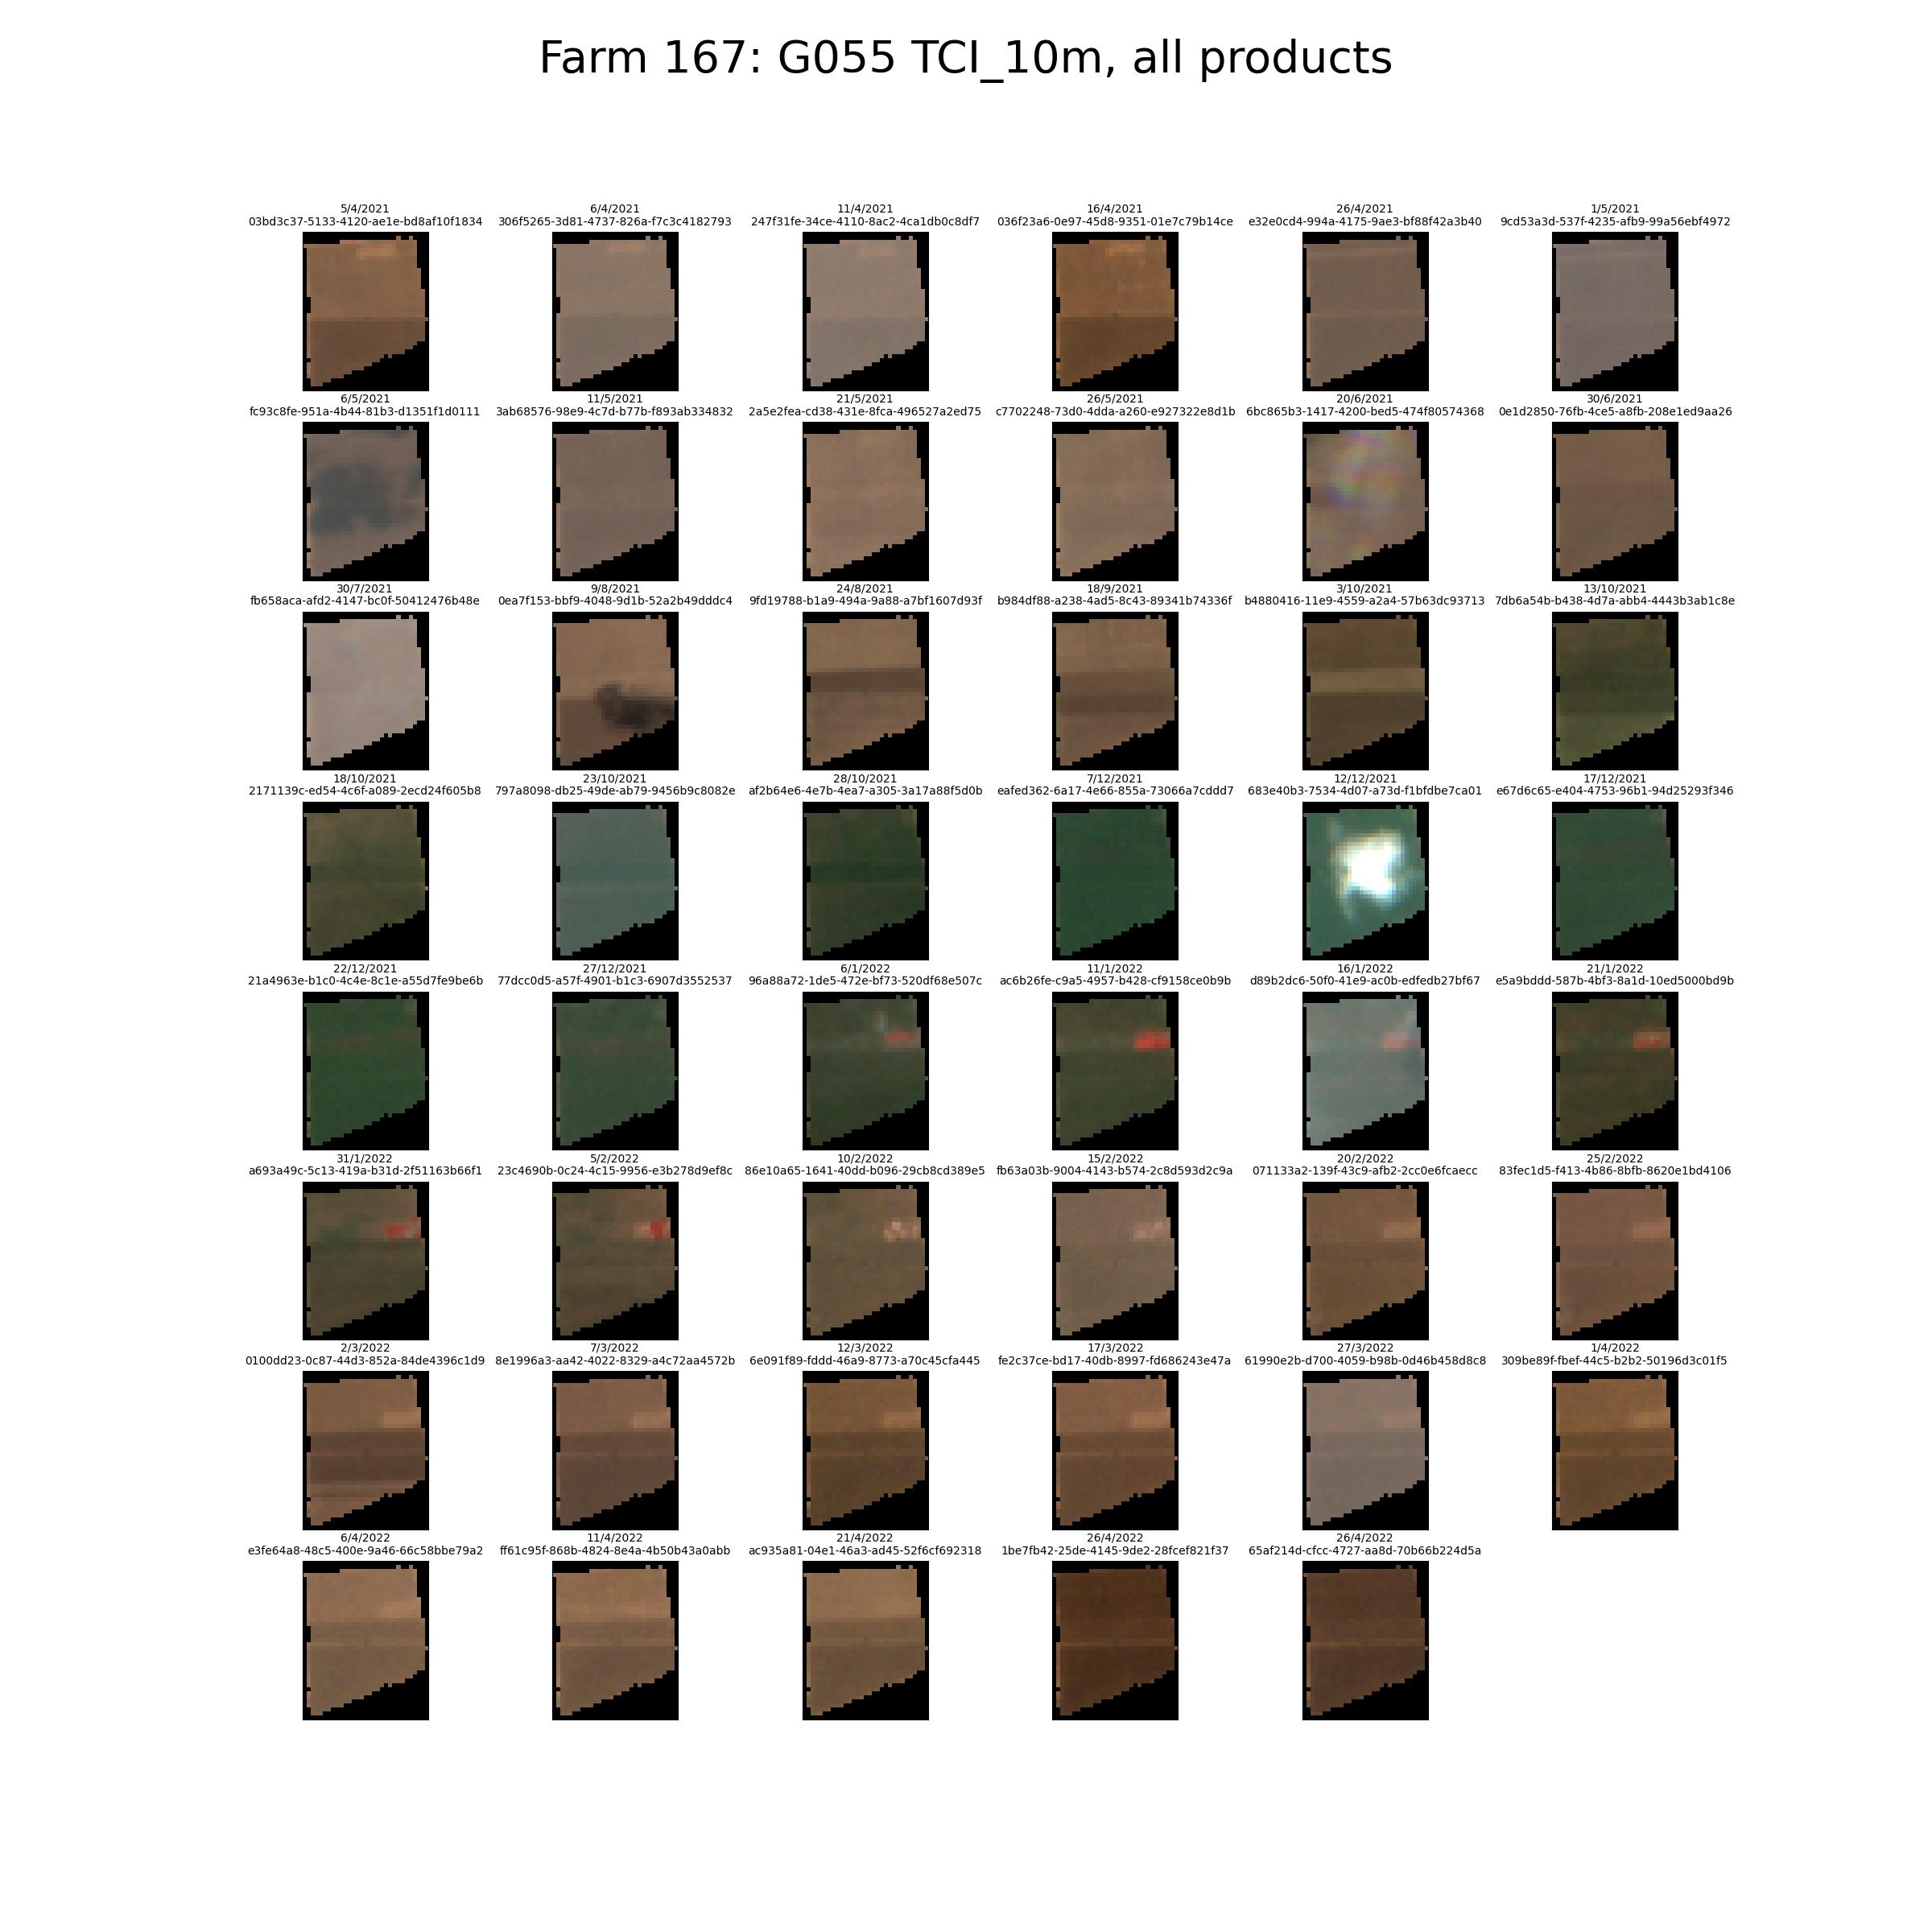 Farm 167: G055 TCI_10m, all products
5/4/2021 6/4/2021 11/4/2021 16/4/2021 26/4/2021 1/5/2021
03bd3c37-5133-4120-ae1e-bd8af10f1834 306f5265-3d81-4737-826a-f7c3c4182793 247f31fe-34ce-4110-8ac2-4ca1db0c8df7 036f23a6-0e97-45d8-9351-01e7c79b14ce e32e0cd4-994a-4175-9ae3-bf88f42a3b40 9cd53a3d-537f-4235-afb9-99a56ebf4972
6/5/2021 11/5/2021 21/5/2021 26/5/2021 20/6/2021 30/6/2021
fc93c8fe-951a-4b44-81b3-d1351f1d0111 3ab68576-98e9-4c7d-b77b-f893ab334832 2a5e2fea-cd38-431e-8fca-496527a2ed75 c7702248-73d0-4dda-a260-e927322e8d1b 6bc865b3-1417-4200-bed5-474f80574368 0e1d2850-76fb-4ce5-a8fb-208e1ed9aa26
30/7/2021 9/8/2021 24/8/2021 18/9/2021 3/10/2021 13/10/2021
fb658aca-afd2-4147-bc0f-50412476b48e 0ea7f153-bbf9-4048-9d1b-52a2b49dddc4 9fd19788-b1a9-494a-9a88-a7bf1607d93f b984df88-a238-4ad5-8c43-89341b74336f b4880416-11e9-4559-a2a4-57b63dc93713 7db6a54b-b438-4d7a-abb4-4443b3ab1c8e
18/10/2021 23/10/2021 28/10/2021 7/12/2021 12/12/2021 17/12/2021
2171139c-ed54-4c6f-a089-2ecd24f605b8 797a8098-db25-49de-ab79-9456b9c8082e af2b64e6-4e7b-4ea7-a305-3a17a88f5d0b eafed362-6a17-4e66-855a-73066a7cddd7 683e40b3-7534-4d07-a73d-f1bfdbe7ca01 e67d6c65-e404-4753-96b1-94d25293f346
22/12/2021 27/12/2021 6/1/2022 11/1/2022 16/1/2022 21/1/2022
21a4963e-b1c0-4c4e-8c1e-a55d7fe9be6b 77dcc0d5-a57f-4901-b1c3-6907d3552537 96a88a72-1de5-472e-bf73-520df68e507c ac6b26fe-c9a5-4957-b428-cf9158ce0b9b d89b2dc6-50f0-41e9-ac0b-edfedb27bf67 e5a9bddd-587b-4bf3-8a1d-10ed5000bd9b
31/1/2022 5/2/2022 10/2/2022 15/2/2022 20/2/2022 25/2/2022
a693a49c-5c13-419a-b31d-2f51163b66f1 23c4690b-0c24-4c15-9956-e3b278d9ef8c 86e10a65-1641-40dd-b096-29cb8cd389e5 fb63a03b-9004-4143-b574-2c8d593d2c9a 071133a2-139f-43c9-afb2-2cc0e6fcaecc 83fec1d5-f413-4b86-8bfb-8620e1bd4106
2/3/2022 7/3/2022 12/3/2022 17/3/2022 27/3/2022 1/4/2022
0100dd23-0c87-44d3-852a-84de4396c1d9 8e1996a3-aa42-4022-8329-a4c72aa4572b 6e091f89-fddd-46a9-8773-a70c45cfa445 fe2c37ce-bd17-40db-8997-fd686243e47a 61990e2b-d700-4059-b98b-0d46b458d8c8 309be89f-fbef-44c5-b2b2-50196d3c01f5
6/4/2022 11/4/2022 21/4/2022 26/4/2022 26/4/2022
e3fe64a8-48c5-400e-9a46-66c58bbe79a2 ff61c95f-868b-4824-8e4a-4b50b43a0abb ac935a81-04e1-46a3-ad45-52f6cf692318 1be7fb42-25de-4145-9de2-28fcef821f37 65af214d-cfcc-4727-aa8d-70b66b224d5a